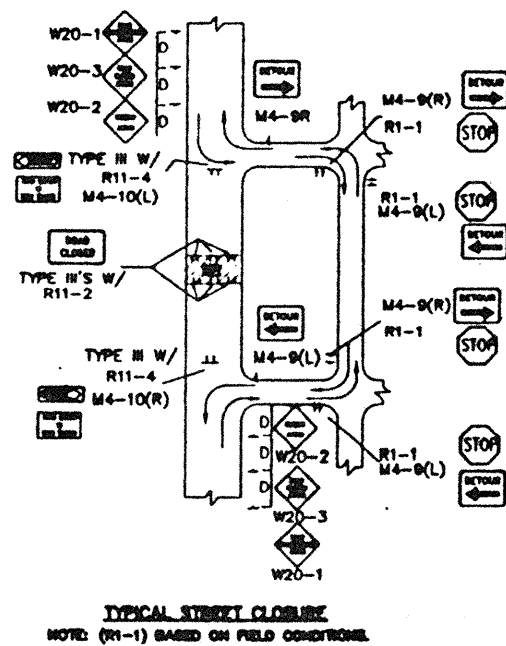 W20-1
W20-3
W20-2
D
D
D
DETOUR
M4-9R
M4-9(R)
R1-1
STOP
TYPE III W/
R11-4
M4-10(L)
R1-1
M4-9(L)
STOP
DETOUR
ROAD
CLOSED
TYPE III'S W/
R11-2
DETOUR
M4-9(L)
M4-9(R)
R1-1
DETOUR
STOP
TYPE III W/
R11-4
M4-10(R)
D
D
D
W20-2
W20-3
W20-1
R1-1
M4-9(L)
STOP
DETOUR
DETOUR
TYPICAL STREET CLOSURE
NOTE: (R1-1) BASED ON FIELD CONDITIONS.